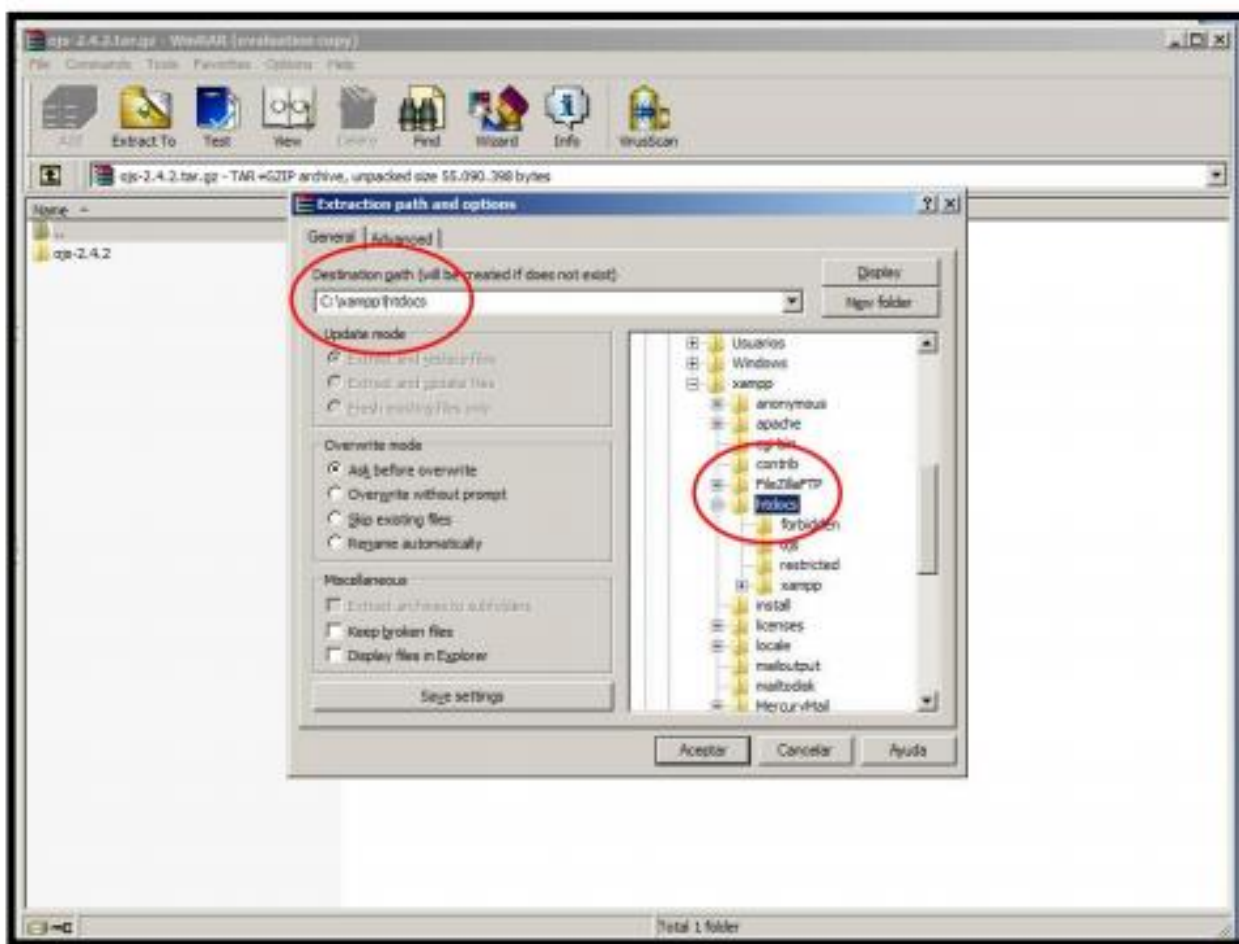 ojs-2.4.2.tar.gz - WinRAR (evaluation copy)
File Commands Tools Favorites Options Help
Add Extract To Test View Delete Find Wizard Info VirusScan
ojs-2.4.2.tar.gz - TAR+GZIP archive, unpacked size 55.090.398 bytes
Name
..
ojs-2.4.2
Extraction path and options
General Advanced
Destination path (will be created if does not exist)
C:\xampp\htdocs
Display
New folder
Update mode
Extract and replace files
Extract and update files
Fresh existing files only
Overwrite mode
Ask before overwrite
Overwrite without prompt
Skip existing files
Rename automatically
Miscellaneous
Extract archives to subfolders
Keep broken files
Display files in Explorer
Save settings
Usuarios
Windows
xampp
anonymous
apache
cgi-bin
contrib
FileZillaFTP
htdocs
forbidden
ojs
restricted
xampp
install
licenses
locale
mailoutput
mailtodisk
MercuryMail
Aceptar Cancelar Ayuda
Total 1 folder